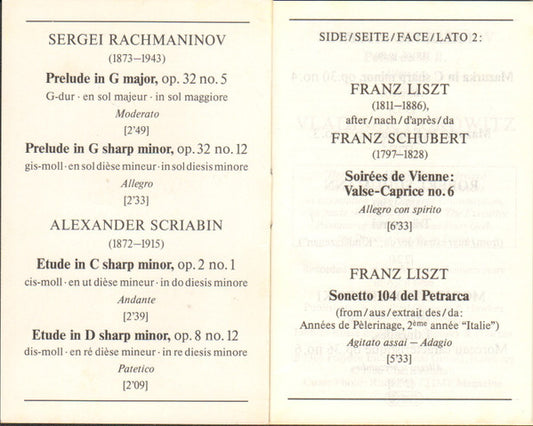 SERGEI RACHMANINOV
(1873–1943)
Prelude in G major, op. 32 no. 5
G-dur · en sol majeur · in sol maggiore
Moderato
[2'49]
Prelude in G sharp minor, op. 32 no. 12
gis-moll · en sol dièse mineur · in sol diesis minore
Allegro
[2'33]
ALEXANDER SCRIABIN
(1872–1915)
Etude in C sharp minor, op. 2 no. 1
cis-moll · en ut dièse mineur · in do diesis minore
Andante
[2'39]
Etude in D sharp minor, op. 8 no. 12
dis-moll · en ré dièse mineur · in re diesis minore
Patetico
[2'09]
SIDE/SEITE/FACE/LATO 2:
FRANZ LISZT
(1811–1886),
after/nach/d'après/da
FRANZ SCHUBERT
(1797–1828)
Soirées de Vienne:
Valse-Caprice no. 6
Allegro con spirito
[6'33]
FRANZ LISZT
Sonetto 104 del Petrarca
(from/aus/extrait des/da:
Années de Pèlerinage, 2ème année “Italie”)
Agitato assai – Adagio
[5'33]